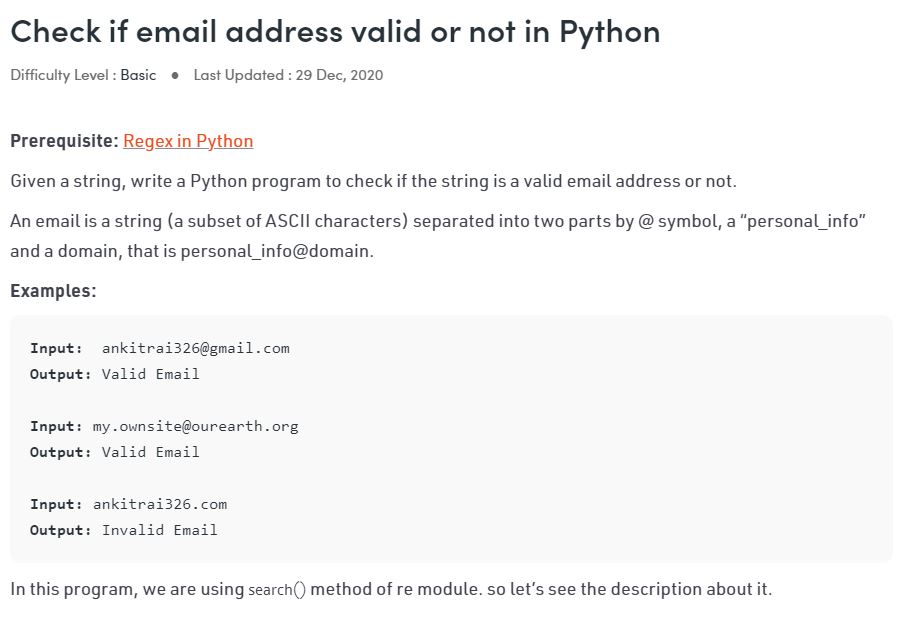 Check if email address valid or not in Python
Difficulty Level : Basic ● Last Updated : 29 Dec, 2020
Prerequisite: Regex in Python
Given a string, write a Python program to check if the string is a valid email address or not.
An email is a string (a subset of ASCII characters) separated into two parts by @ symbol, a “personal_info”
and a domain, that is personal_info@domain.
Examples:
Input:  ankitrai326@gmail.com
Output: Valid Email
Input: my.ownsite@ourearth.org
Output: Valid Email
Input: ankitrai326.com
Output: Invalid Email
In this program, we are using search() method of re module. so let’s see the description about it.